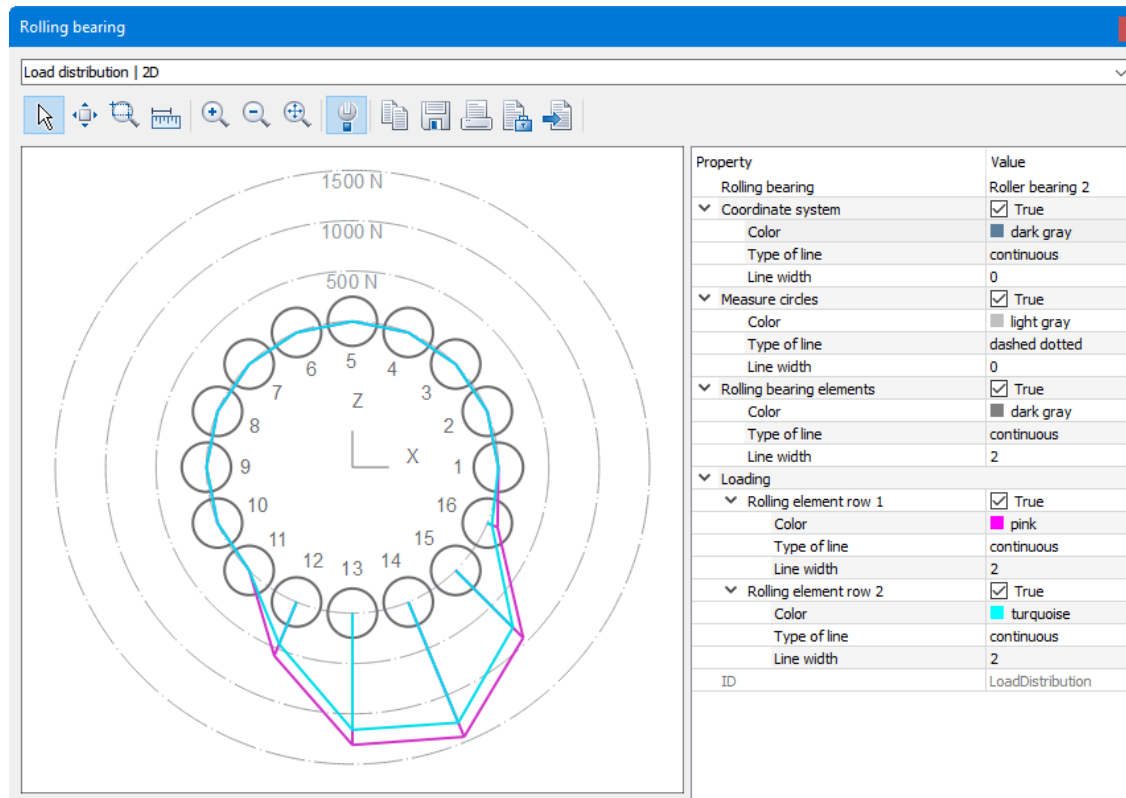 Rolling bearing
Load distribution | 2D
1500 N
1000 N
500 N
5
6
4
7
3
Z
8
2
9
X
1
10
16
11
15
12
14
13
Property Value
Rolling bearing Roller bearing 2
Coordinate system True
Color dark gray
Type of line continuous
Line width 0
Measure circles True
Color light gray
Type of line dashed dotted
Line width 0
Rolling bearing elements True
Color dark gray
Type of line continuous
Line width 2
Loading
Rolling element row 1 True
Color pink
Type of line continuous
Line width 2
Rolling element row 2 True
Color turquoise
Type of line continuous
Line width 2
ID LoadDistribution